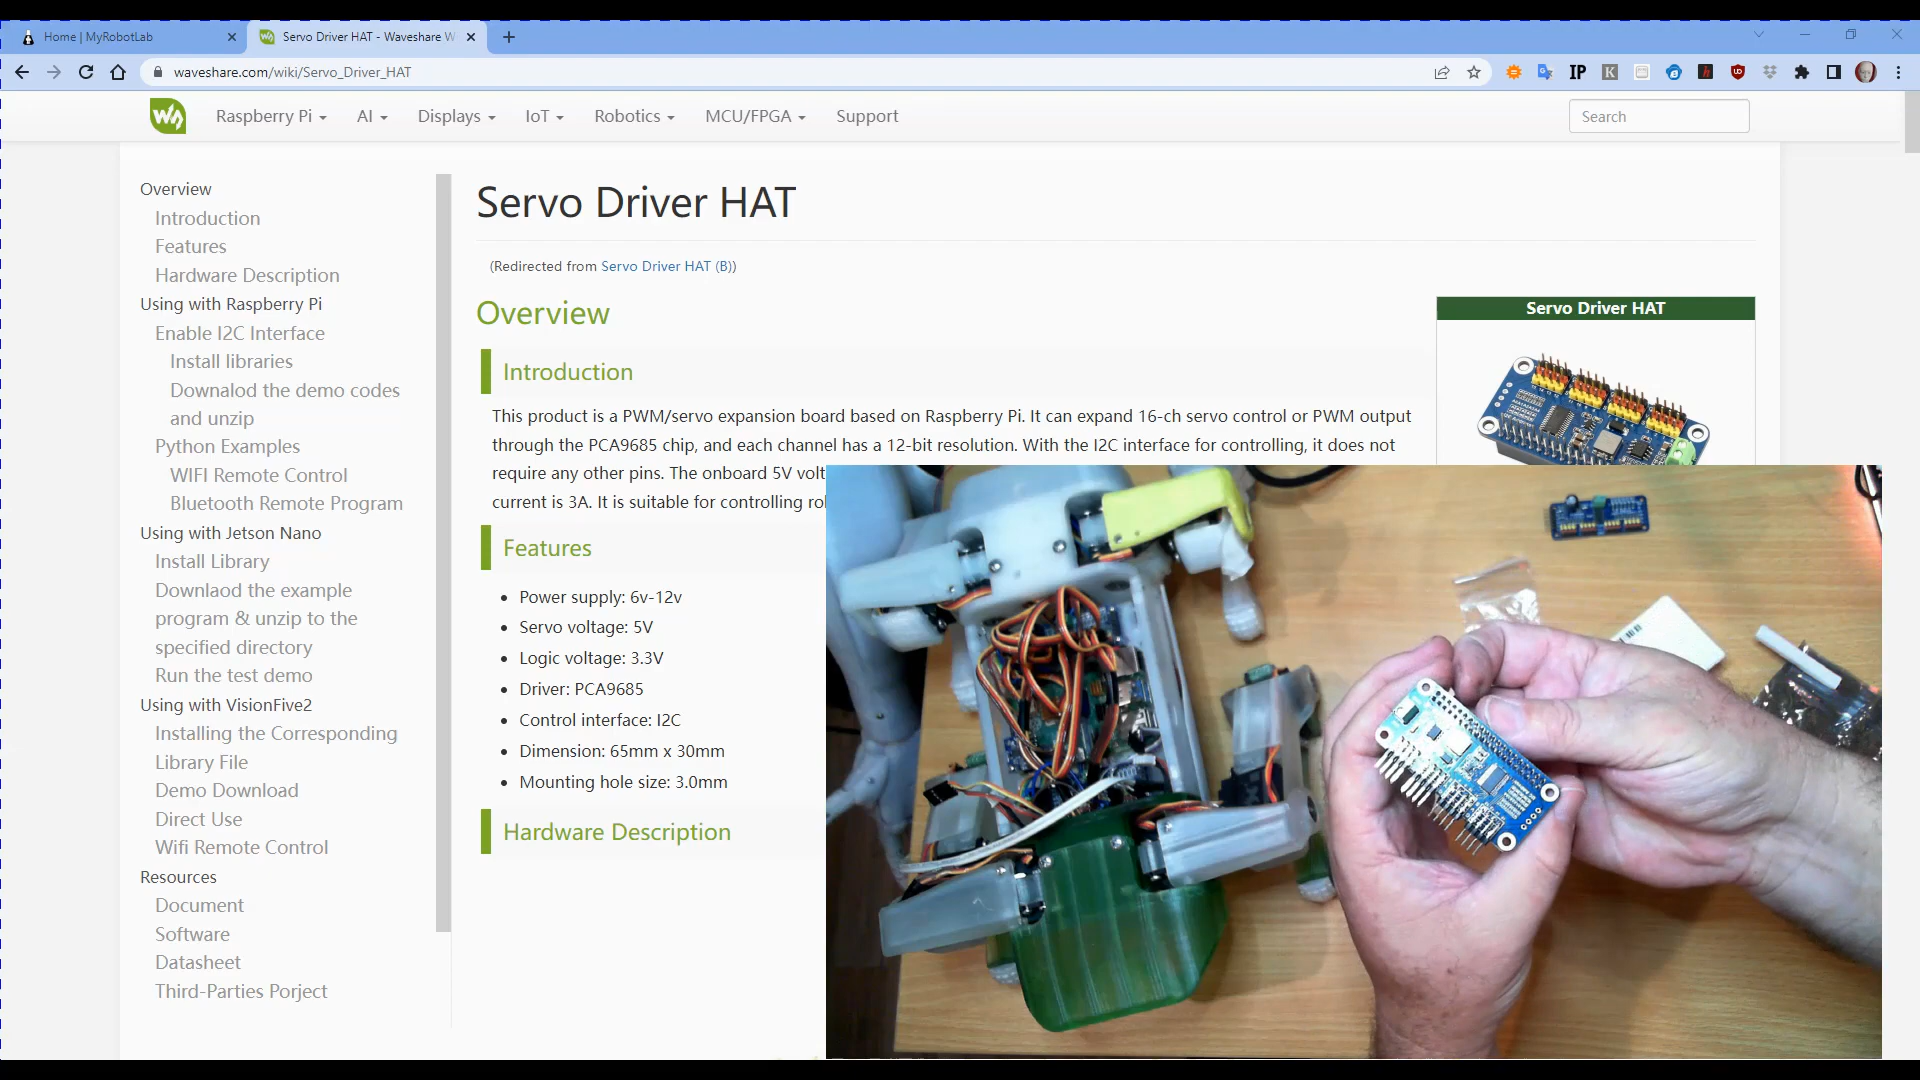 Home | MyRobotLab
Servo Driver HAT - Waveshare W
waveshare.com/wiki/Servo_Driver_HAT
IP
K
Raspberry Pi
AI
Displays
IoT
Robotics
MCU/FPGA
Support
Search
Overview
Introduction
Features
Hardware Description
Using with Raspberry Pi
Enable I2C Interface
Install libraries
Downalod the demo codes
and unzip
Python Examples
WIFI Remote Control
Bluetooth Remote Program
Using with Jetson Nano
Install Library
Downlaod the example
program & unzip to the
specified directory
Run the test demo
Using with VisionFive2
Installing the Corresponding
Library File
Demo Download
Direct Use
Wifi Remote Control
Resources
Document
Software
Datasheet
Third-Parties Porject
Servo Driver HAT
(Redirected from Servo Driver HAT (B))
Overview
Introduction
This product is a PWM/servo expansion board based on Raspberry Pi. It can expand 16-ch servo control or PWM output
through the PCA9685 chip, and each channel has a 12-bit resolution. With the I2C interface for controlling, it does not
require any other pins. The onboard 5V volt
current is 3A. It is suitable for controlling ro
Features
Power supply: 6v-12v
Servo voltage: 5V
Logic voltage: 3.3V
Driver: PCA9685
Control interface: I2C
Dimension: 65mm x 30mm
Mounting hole size: 3.0mm
Hardware Description
Servo Driver HAT